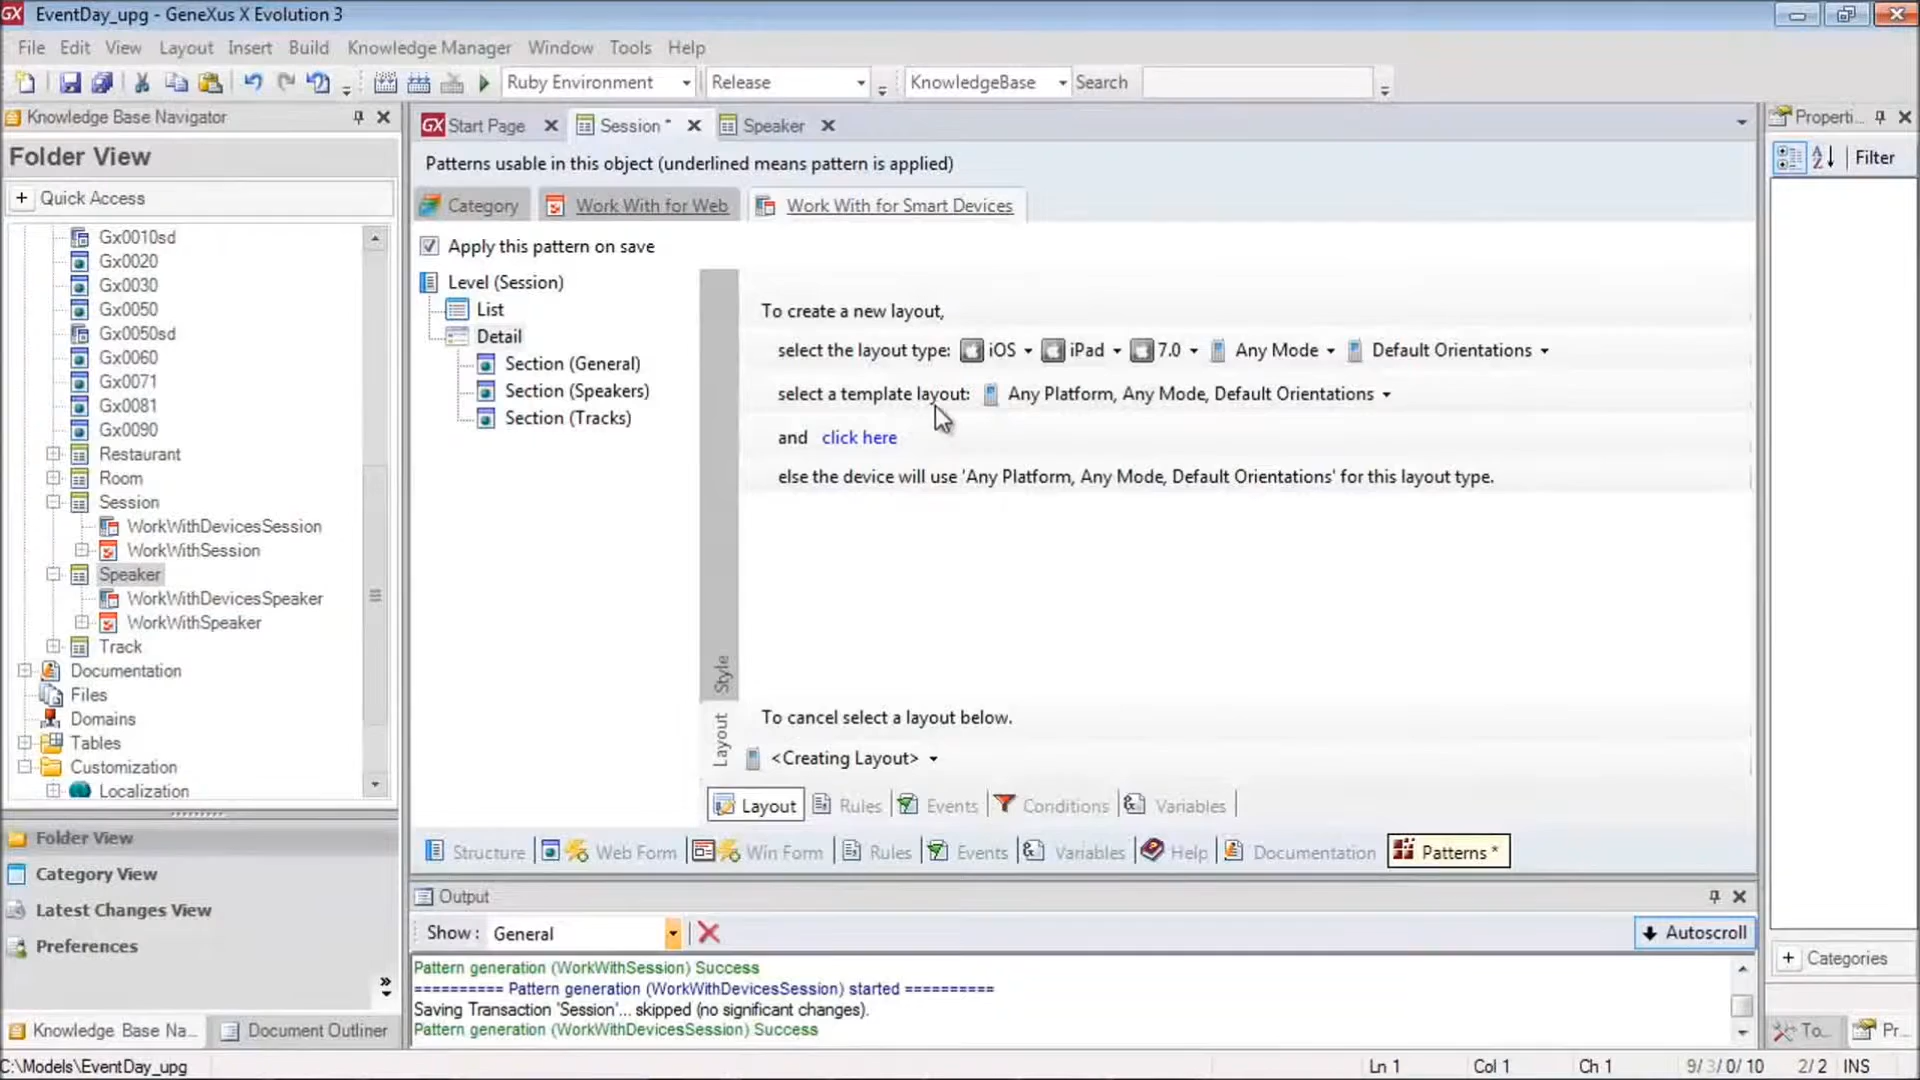 GX EventDay_upg - GeneXus X Evolution 3
File Edit View Layout Insert Build Knowledge Manager Window Tools Help
Ruby Environment Release KnowledgeBase Search
Knowledge Base Navigator
Folder View
+ Quick Access
Gx0010sd
Gx0020
Gx0030
Gx0050
Gx0050sd
Gx0060
Gx0071
Gx0081
Gx0090
Restaurant
Room
Session
WorkWithDevicesSession
WorkWithSession
Speaker
WorkWithDevicesSpeaker
WorkWithSpeaker
Track
Documentation
Files
Domains
Tables
Customization
Localization
Folder View
Category View
Latest Changes View
Preferences
Knowledge Base Na...
Document Outliner
GX Start Page
Session *
Speaker
Patterns usable in this object (underlined means pattern is applied)
Category
Work With for Web
Work With for Smart Devices
Apply this pattern on save
Level (Session)
List
Detail
Section (General)
Section (Speakers)
Section (Tracks)
Style
Layout
To create a new layout,
select the layout type: iOS iPad 7.0 Any Mode Default Orientations
select a template layout: Any Platform, Any Mode, Default Orientations
and click here
else the device will use 'Any Platform, Any Mode, Default Orientations' for this layout type.
To cancel select a layout below.
<Creating Layout>
Layout Rules Events Conditions Variables
Structure Web Form Win Form Rules Events Variables Help Documentation Patterns *
Output
Show: General
Autoscroll
Pattern generation (WorkWithSession) Success
========== Pattern generation (WorkWithDevicesSession) started ==========
Saving Transaction 'Session'... skipped (no significant changes).
Pattern generation (WorkWithDevicesSession) Success
Properti...
Filter
+ Categories
To...
Pr...
C:\Models\EventDay_upg
Ln 1 Col 1 Ch 1 9/3/0/10 2/2 INS